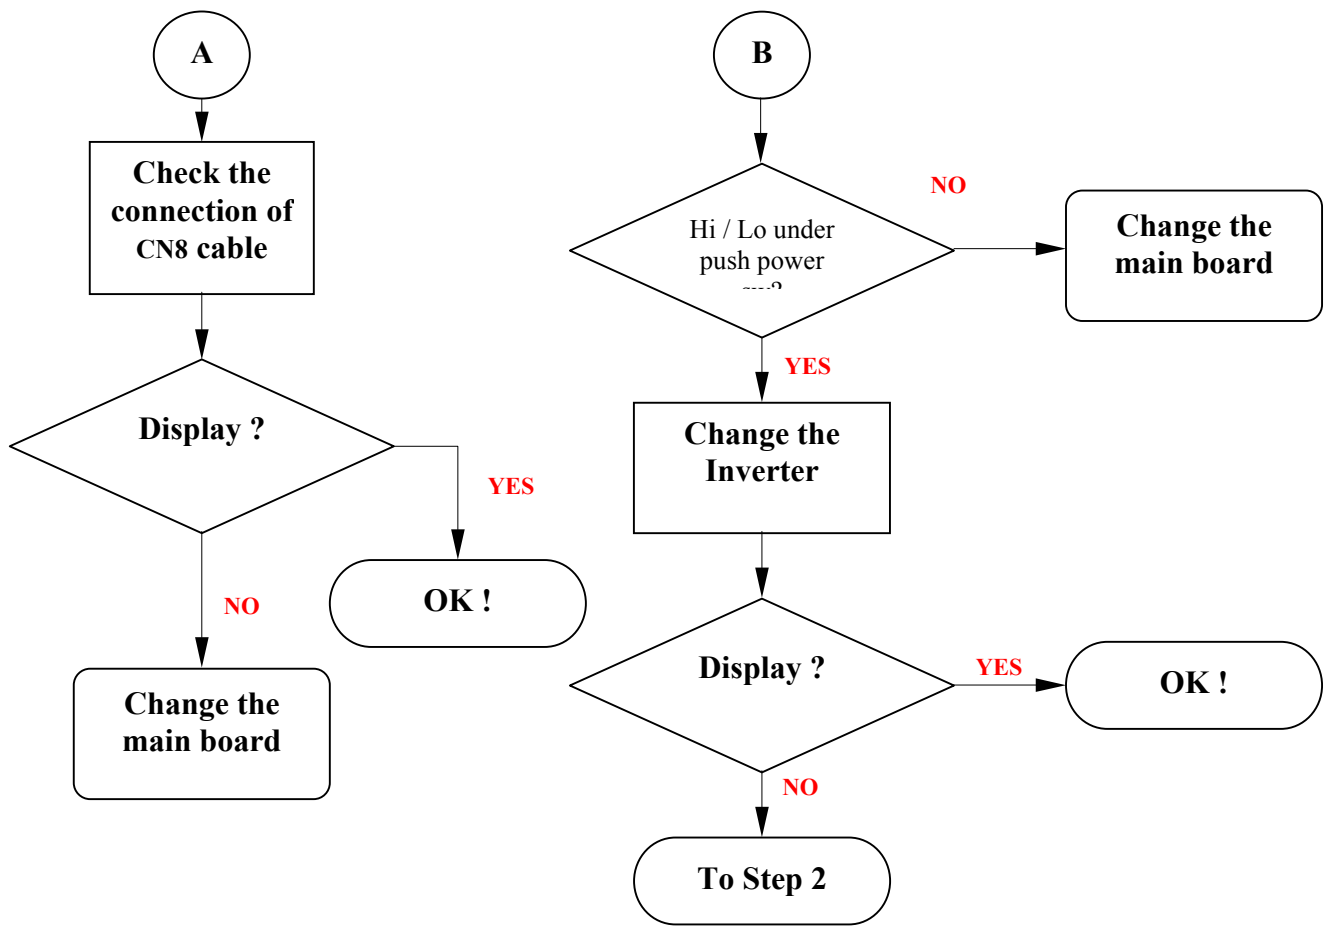 A
Check the
connection of
CN8 cable
Display ?
YES
OK !
NO
Change the
main board
B
Hi / Lo under
push power
NO
Change the
main board
YES
Change the
Inverter
Display ?
YES
OK !
NO
To Step 2